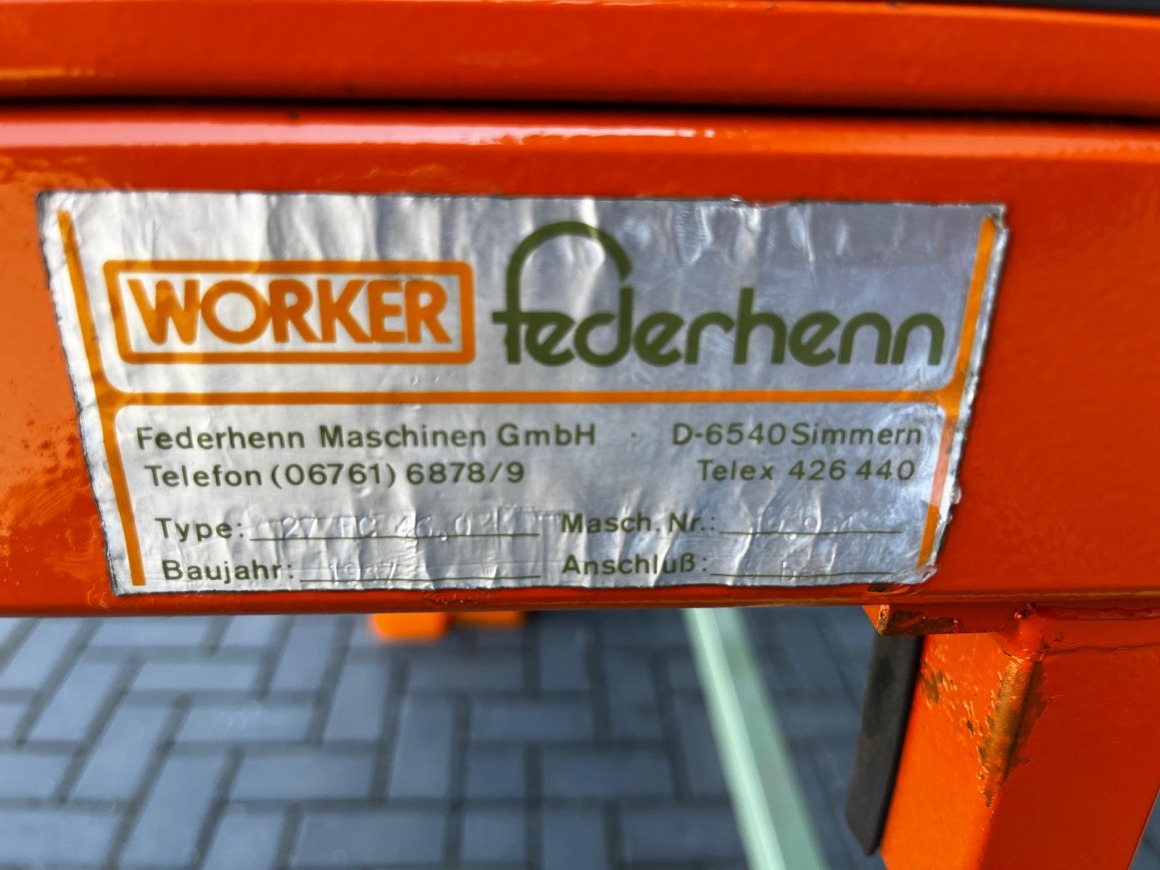 WORKER federhenn
Federhenn Maschinen GmbH · D-6540 Simmern
Telefon (06761) 6878/9 Telex 426 440
Type: Masch. Nr.:
Baujahr: 1987 Anschluß: